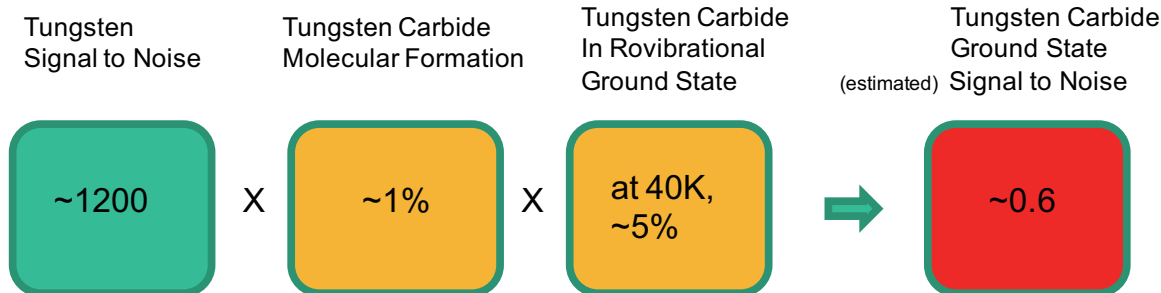 Tungsten
Signal to Noise
Tungsten Carbide
Molecular Formation
Tungsten Carbide
In Rovibrational
Ground State
Tungsten Carbide
Ground State
(estimated) Signal to Noise
~1200
X
~1%
X
at 40K,
~5%
~0.6